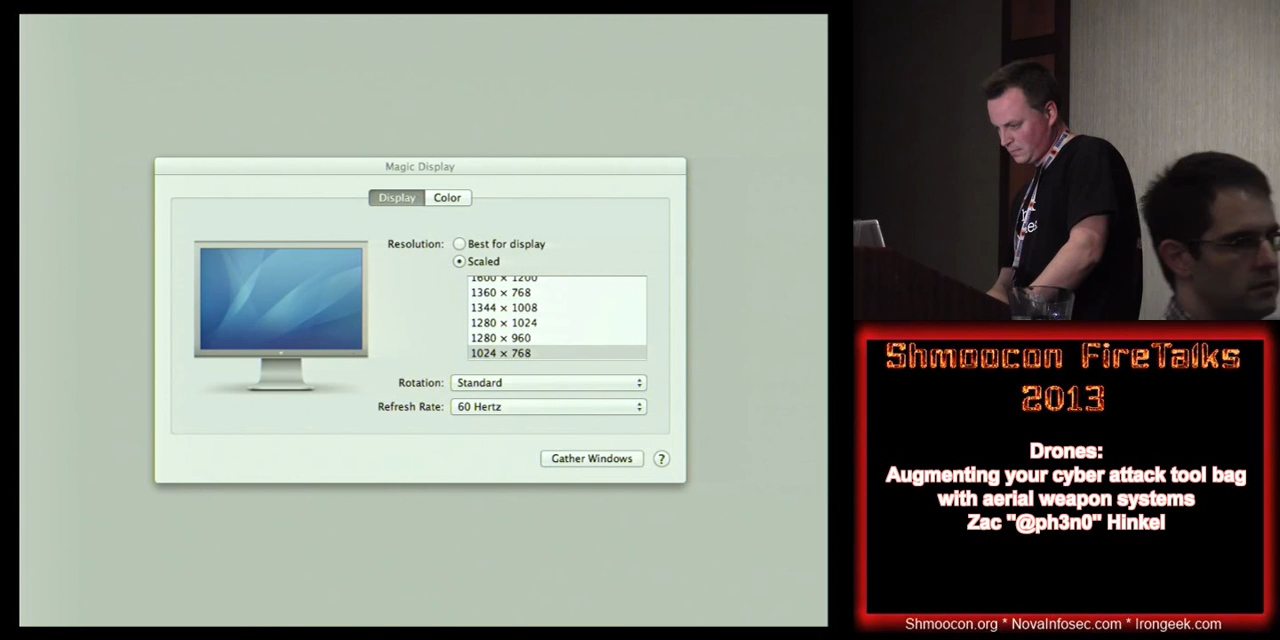 Magic Display
Display Color
Resolution: Best for display
Scaled
1600 x 1200
1360 x 768
1344 x 1008
1280 x 1024
1280 x 960
1024 x 768
Rotation: Standard
Refresh Rate: 60 Hertz
Gather Windows ?
Shmoocon FireTalks
2013
Drones:
Augmenting your cyber attack tool bag
with aerial weapon systems
Zac "@ph3n0" Hinkel
Shmoocon.org * NovaInfosec.com * Irongeek.com